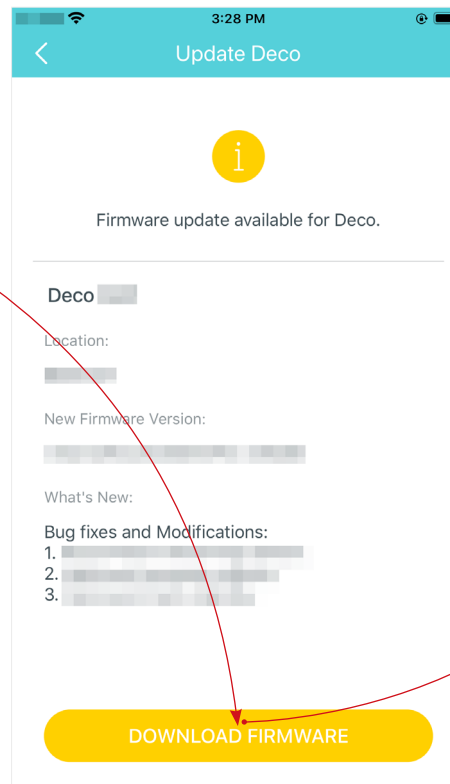 3:28 PM
Update Deco
i
Firmware update available for Deco.
Deco
Location:
New Firmware Version:
What's New:
Bug fixes and Modifications:
1.
2.
3.
DOWNLOAD FIRMWARE